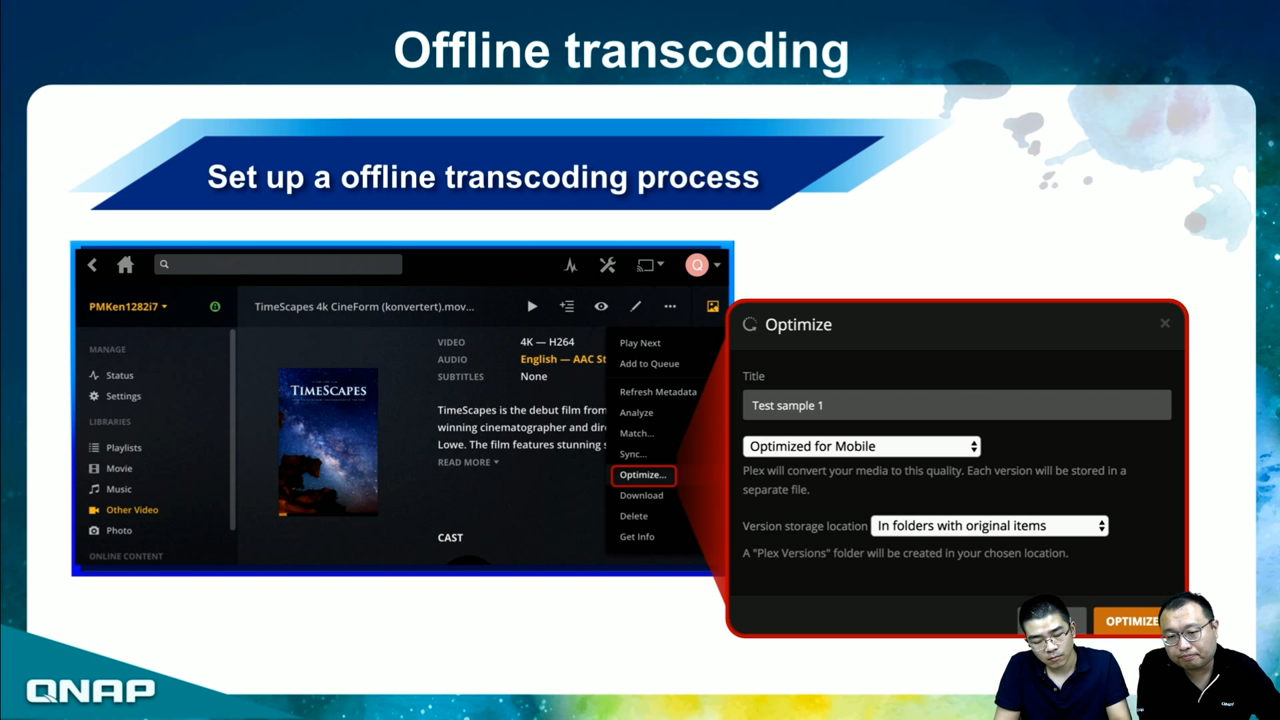 Offline transcoding
Set up a offline transcoding process
Q
PMKen1282i7
TimeScapes 4k CineForm (konvertert).mov...
MANAGE
Status
Settings
LIBRARIES
Playlists
Movie
Music
Other Video
Photo
ONLINE CONTENT
TIMESCAPES
VIDEO 4K — H264
AUDIO English — AAC St
SUBTITLES None
TimeScapes is the debut film from
winning cinematographer and dire
Lowe. The film features stunning s
READ MORE
CAST
Play Next
Add to Queue
Refresh Metadata
Analyze
Match...
Sync...
Optimize...
Download
Delete
Get Info
Optimize
Title
Test sample 1
Optimized for Mobile
Plex will convert your media to this quality. Each version will be stored in a
separate file.
Version storage location In folders with original items
A "Plex Versions" folder will be created in your chosen location.
OPTIMIZE
QNAP